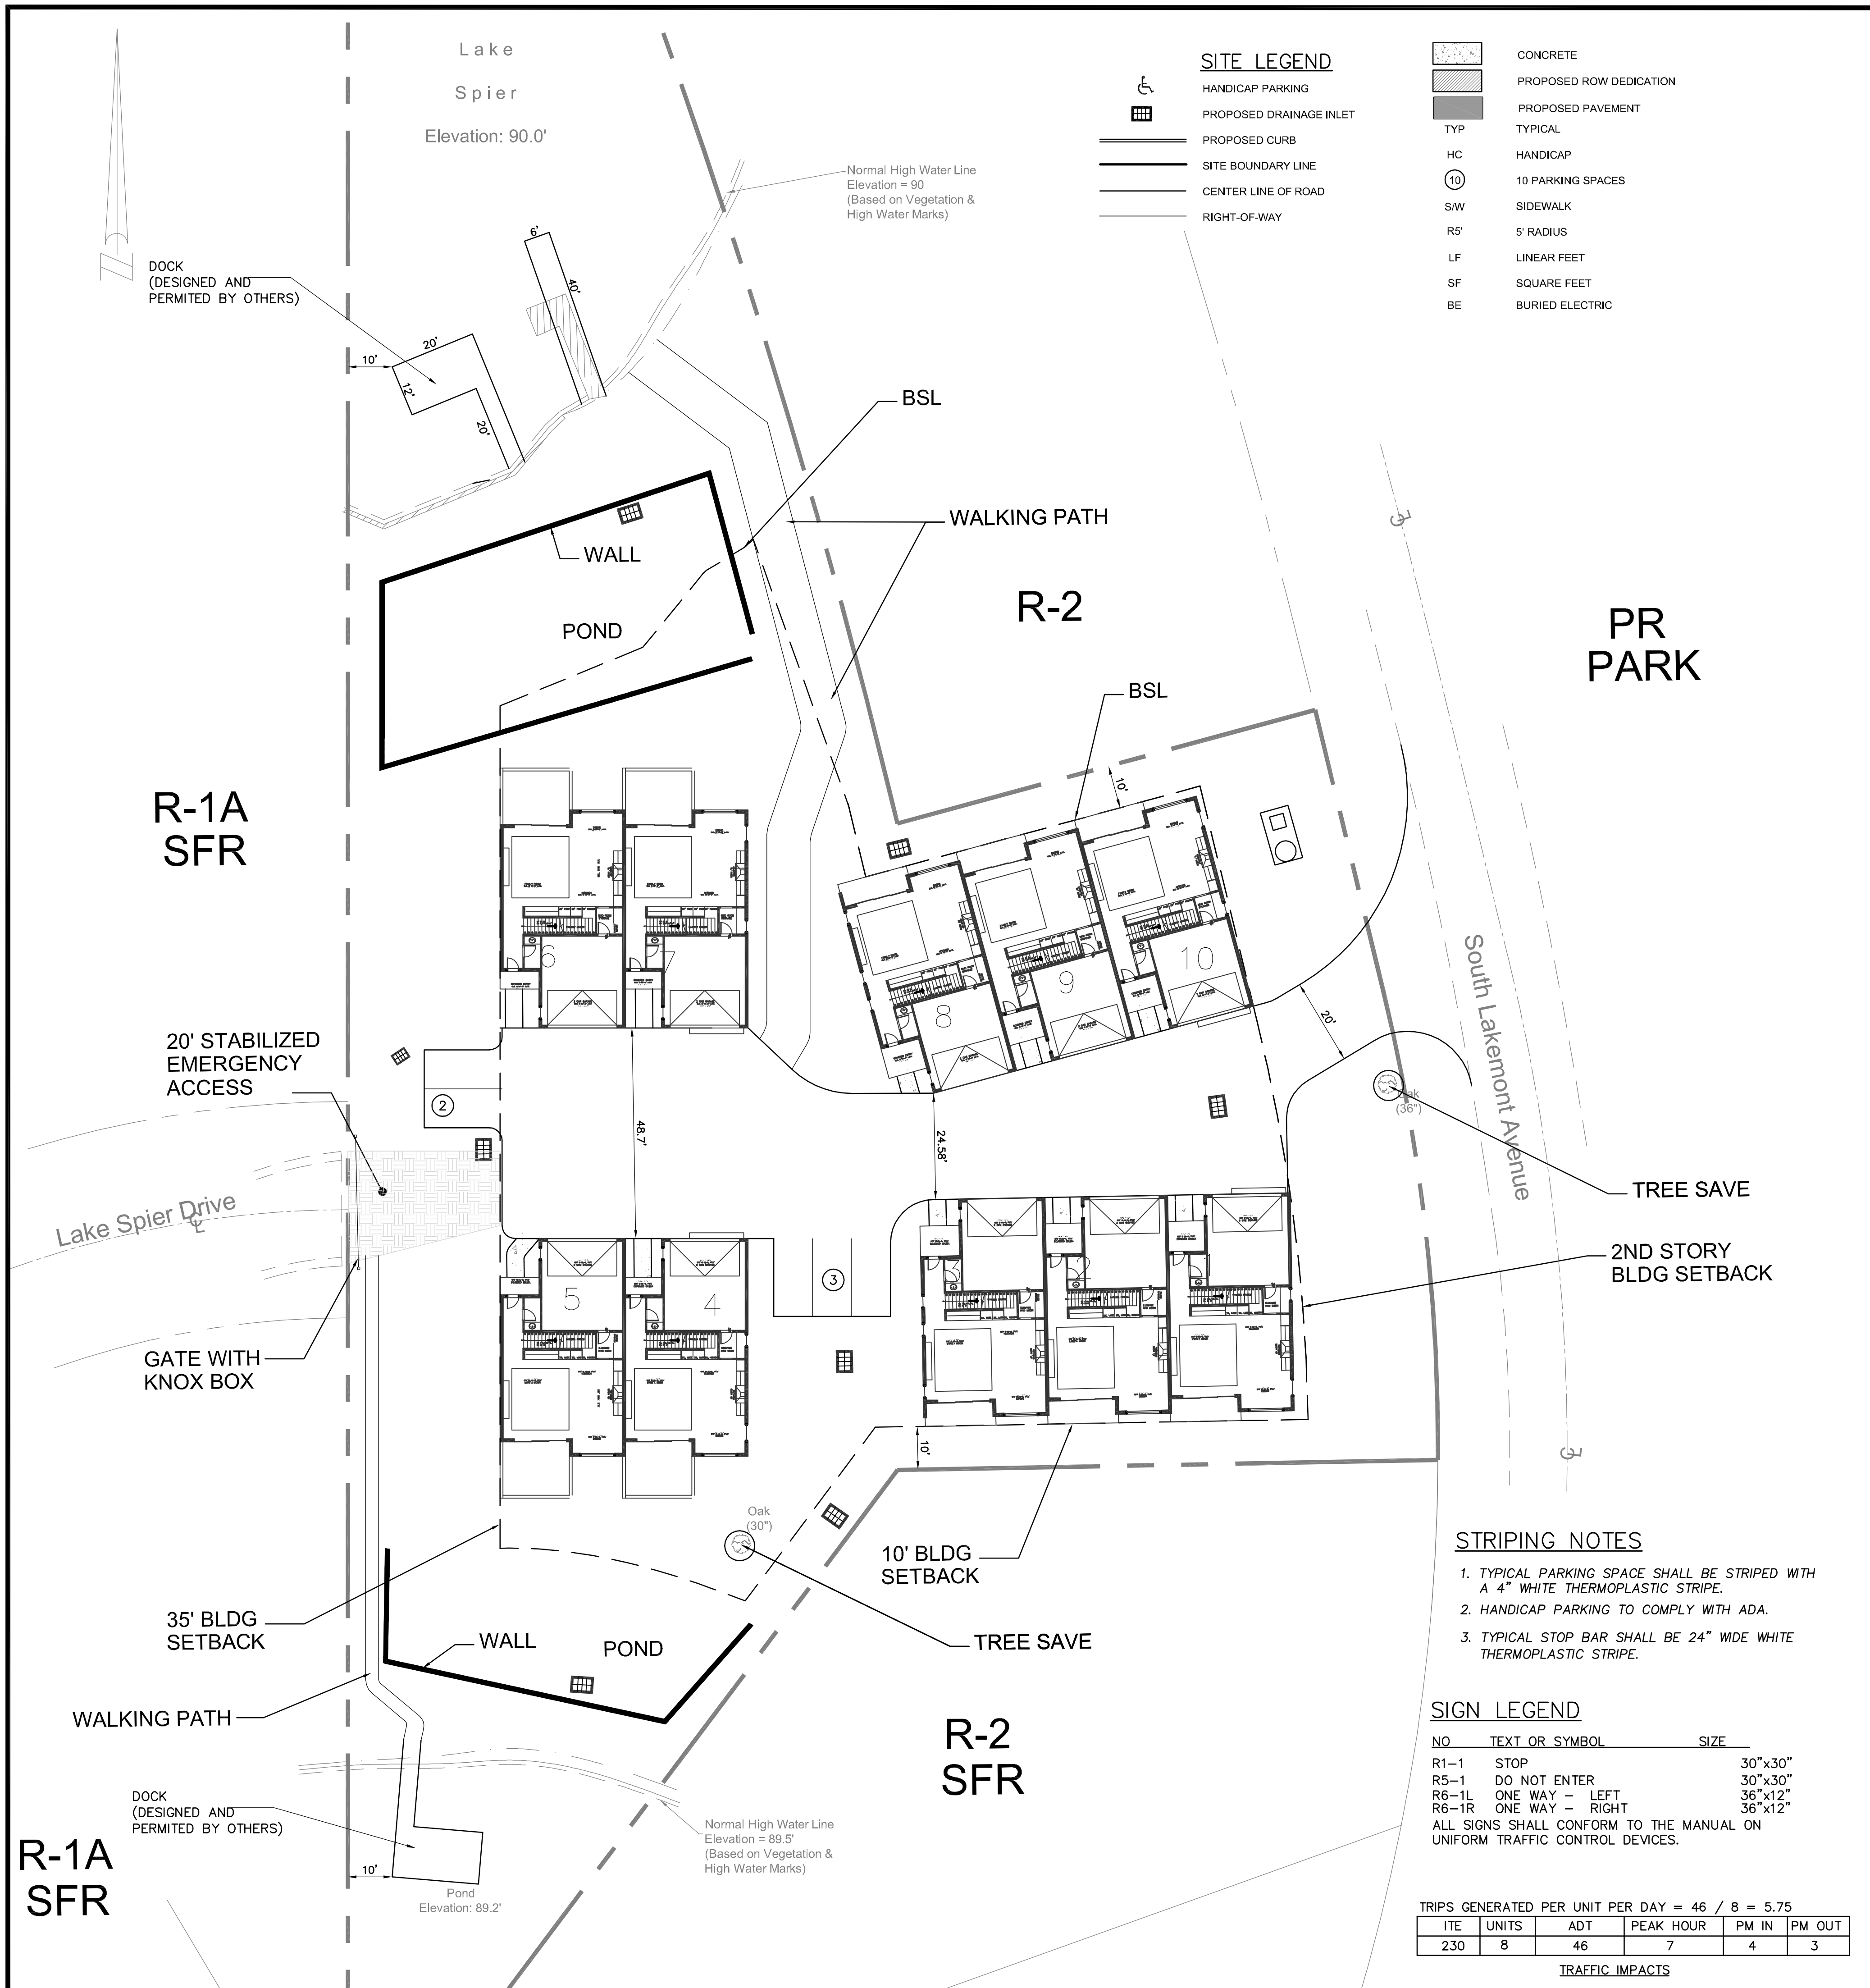 Lake
Spier
Elevation: 90.0'
SITE LEGEND
HANDICAP PARKING
PROPOSED DRAINAGE INLET
PROPOSED CURB
SITE BOUNDARY LINE
CENTER LINE OF ROAD
RIGHT-OF-WAY
CONCRETE
PROPOSED ROW DEDICATION
PROPOSED PAVEMENT
TYP TYPICAL
HC HANDICAP
10 10 PARKING SPACES
S/W SIDEWALK
R5' 5' RADIUS
LF LINEAR FEET
SF SQUARE FEET
BE BURIED ELECTRIC
Normal High Water Line
Elevation = 90
(Based on Vegetation &
High Water Marks)
DOCK
(DESIGNED AND
PERMITED BY OTHERS)
6'
40'
20'
10'
12'
20'
BSL
WALKING PATH
WALL
POND
R-2
PR
PARK
BSL
10'
R-1A
SFR
6
7
8
9
10
20'
South Lakemont Avenue
20' STABILIZED
EMERGENCY
ACCESS
2
48.7'
24.58'
Oak
(36")
TREE SAVE
Lake Spier Drive
2ND STORY
BLDG SETBACK
3
5
4
3
2
1
GATE WITH
KNOX BOX
10'
Oak
(30")
10' BLDG
SETBACK
35' BLDG
SETBACK
WALL
POND
TREE SAVE
WALKING PATH
R-2
SFR
DOCK
(DESIGNED AND
PERMITED BY OTHERS)
R-1A
SFR
10'
Pond
Elevation: 89.2'
Normal High Water Line
Elevation = 89.5'
(Based on Vegetation &
High Water Marks)
STRIPING NOTES
1. TYPICAL PARKING SPACE SHALL BE STRIPED WITH
A 4" WHITE THERMOPLASTIC STRIPE.
2. HANDICAP PARKING TO COMPLY WITH ADA.
3. TYPICAL STOP BAR SHALL BE 24" WIDE WHITE
THERMOPLASTIC STRIPE.
SIGN LEGEND
NO TEXT OR SYMBOL SIZE
R1-1 STOP 30"x30"
R5-1 DO NOT ENTER 30"x30"
R6-1L ONE WAY - LEFT 36"x12"
R6-1R ONE WAY - RIGHT 36"x12"
ALL SIGNS SHALL CONFORM TO THE MANUAL ON
UNIFORM TRAFFIC CONTROL DEVICES.
TRIPS GENERATED PER UNIT PER DAY = 46 / 8 = 5.75
ITE UNITS ADT PEAK HOUR PM IN PM OUT
230 8 46 7 4 3
TRAFFIC IMPACTS